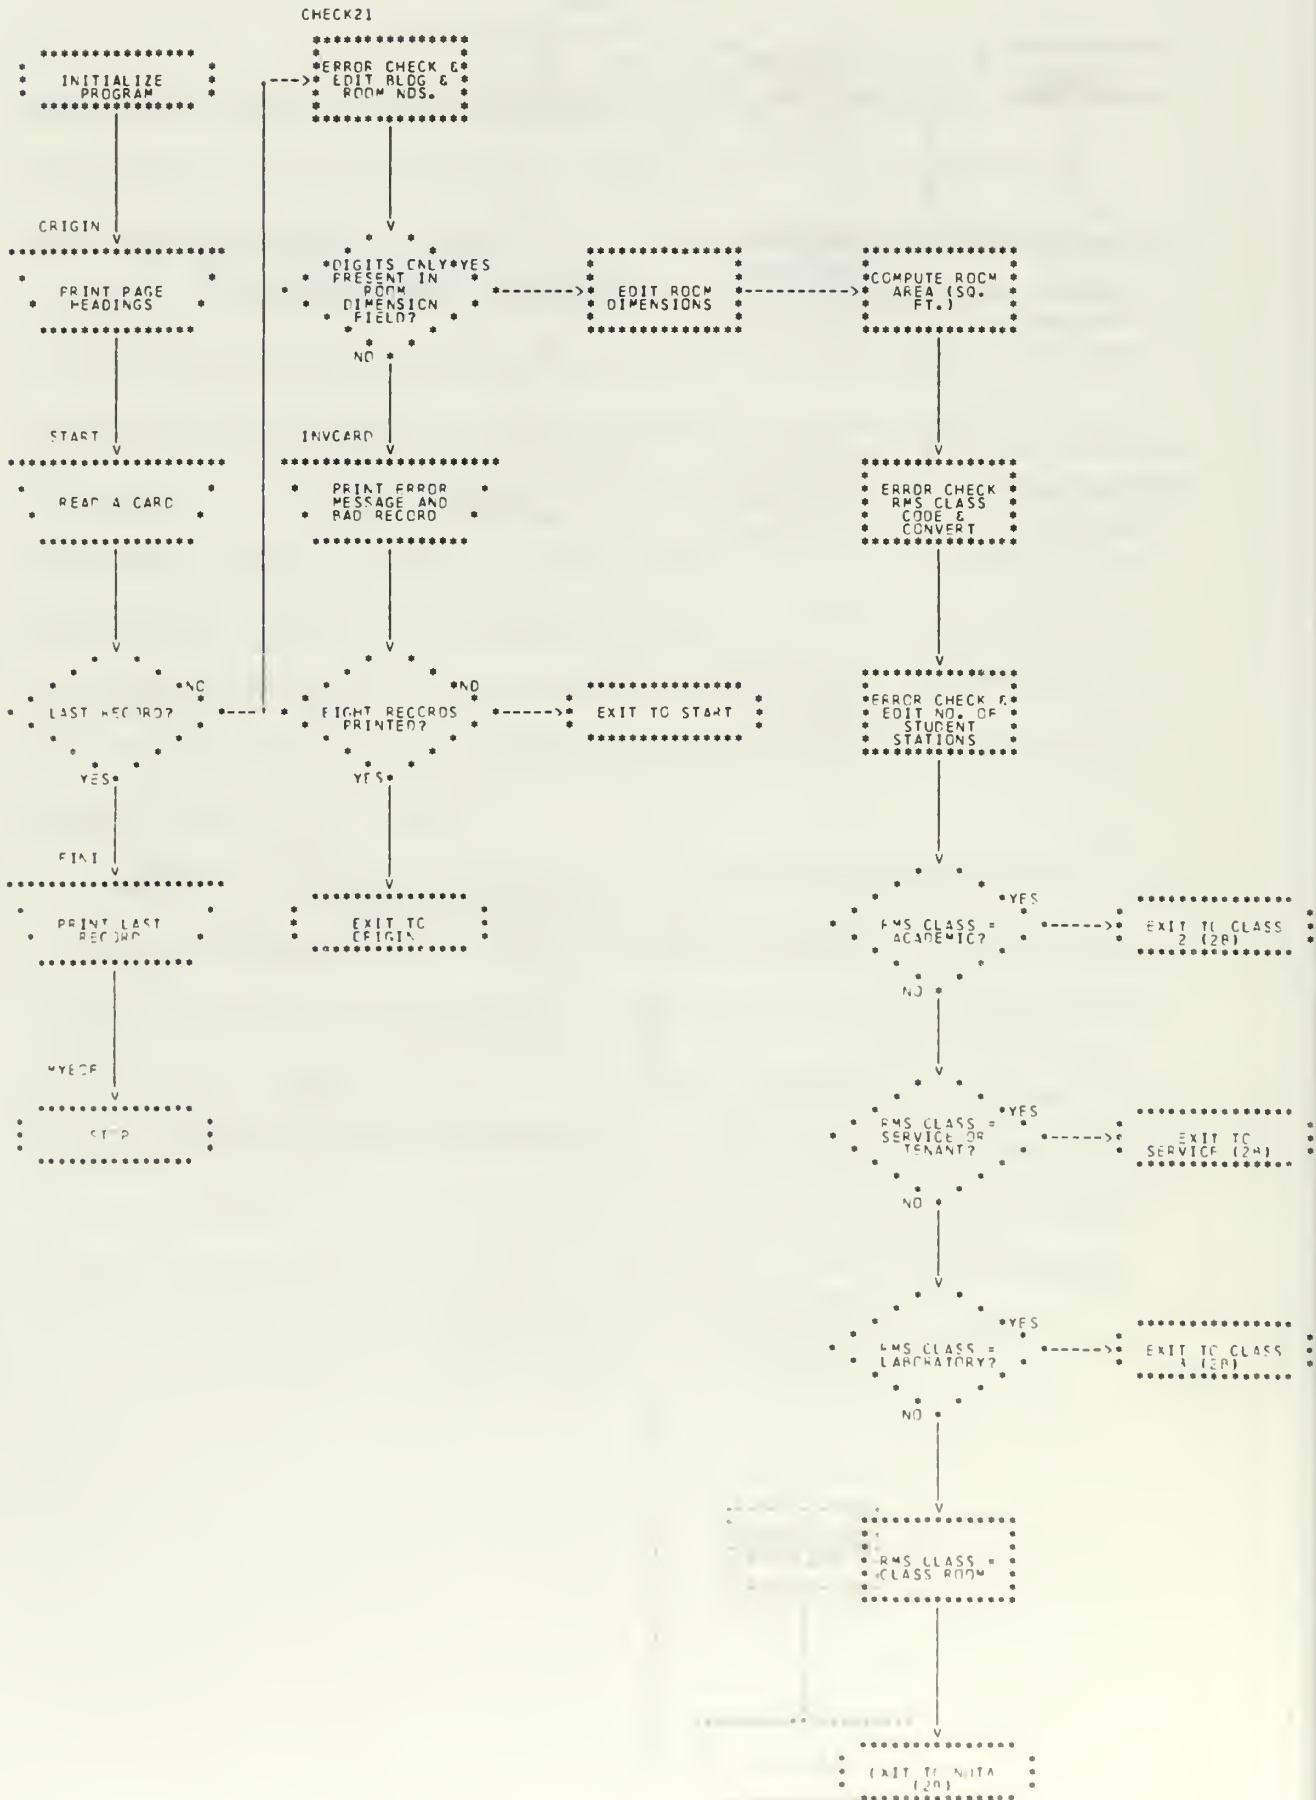 CHECK21
INITIALIZE
PROGRAM
ERROR CHECK &
EDIT BLDG &
ROOM NOS.
ORIGIN
PRINT PAGE
HEADINGS
DIGITS ONLY YES
PRESENT IN
ROOM
DIMENSION
FIELD?
NO
EDIT ROOM
DIMENSIONS
COMPUTE ROOM
AREA (SQ.
FT.)
START
READ A CARD
INVCARD
PRINT ERROR
MESSAGE AND
BAD RECORD
ERROR CHECK
RMS CLASS
CODE &
CONVERT
NO
LAST RECORD?
YES
NO
EIGHT RECORDS
PRINTED?
YES
EXIT TO START
ERROR CHECK &
EDIT NO. OF
STUDENT
STATIONS
FINI
PRINT LAST
RECORD
EXIT TO
ORIGIN
YES
RMS CLASS =
ACADEMIC?
NO
EXIT TO CLASS
2 (2B)
MYEOF
STOP
YES
RMS CLASS =
SERVICE OR
TENANT?
NO
EXIT TO
SERVICE (2A)
YES
RMS CLASS =
LABORATORY?
NO
EXIT TO CLASS
(2B)
RMS CLASS =
CLASS ROOM
EXIT TO